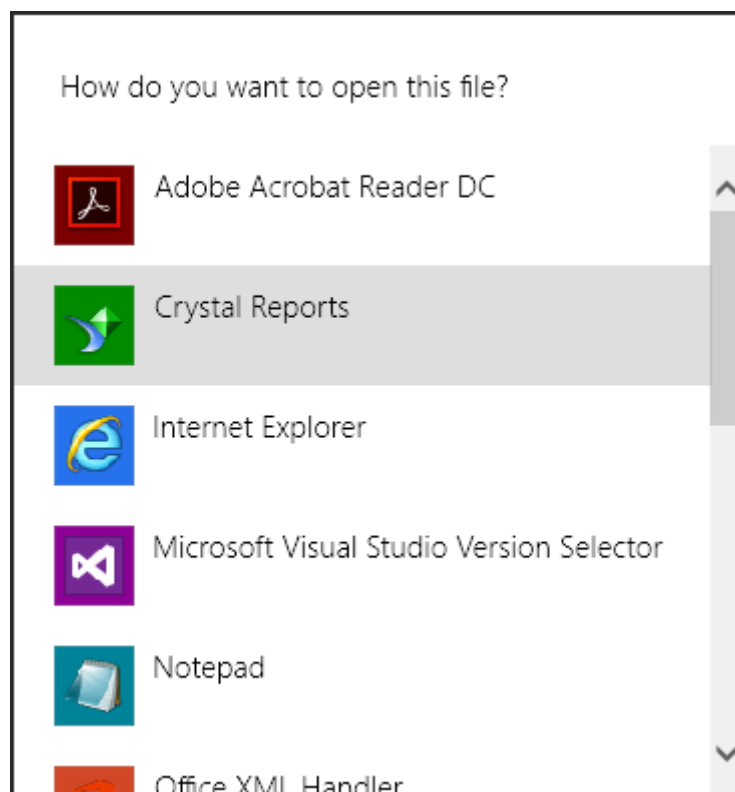 How do you want to open this file?
Adobe Acrobat Reader DC
Crystal Reports
Internet Explorer
Microsoft Visual Studio Version Selector
Notepad
Office XML Handler